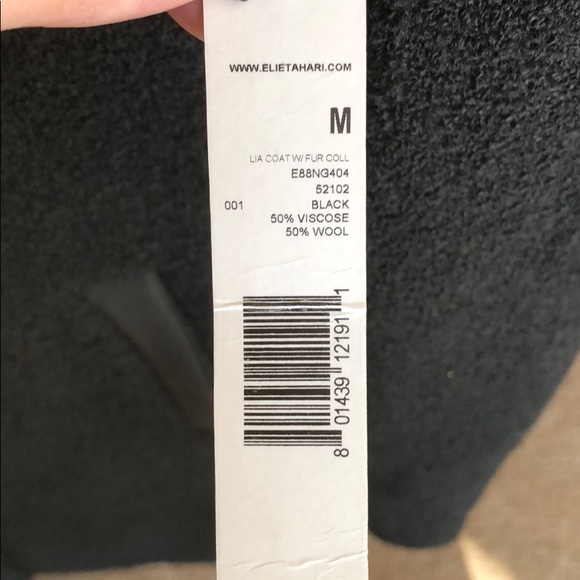 WWW.ELIETAHARI.COM
M
LIA COAT W/ FUR COLL
E88NG404
52102
001 BLACK
50% VISCOSE
50% WOOL
8 01439 12191 1